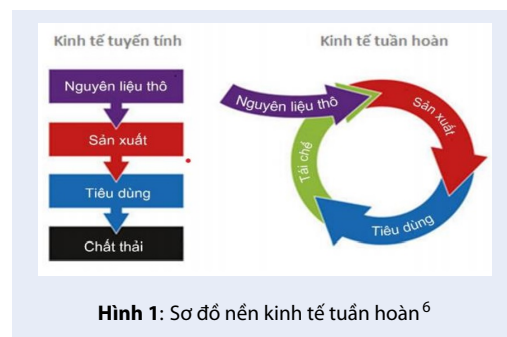 Kinh tế tuyến tính
Nguyên liệu thô
Sản xuất
Tiêu dùng
Chất thải
Kinh tế tuần hoàn
Nguyên liệu thô
Sản xuất
Tiêu dùng
Tái chế
Hình 1: Sơ đồ nền kinh tế tuần hoàn 6